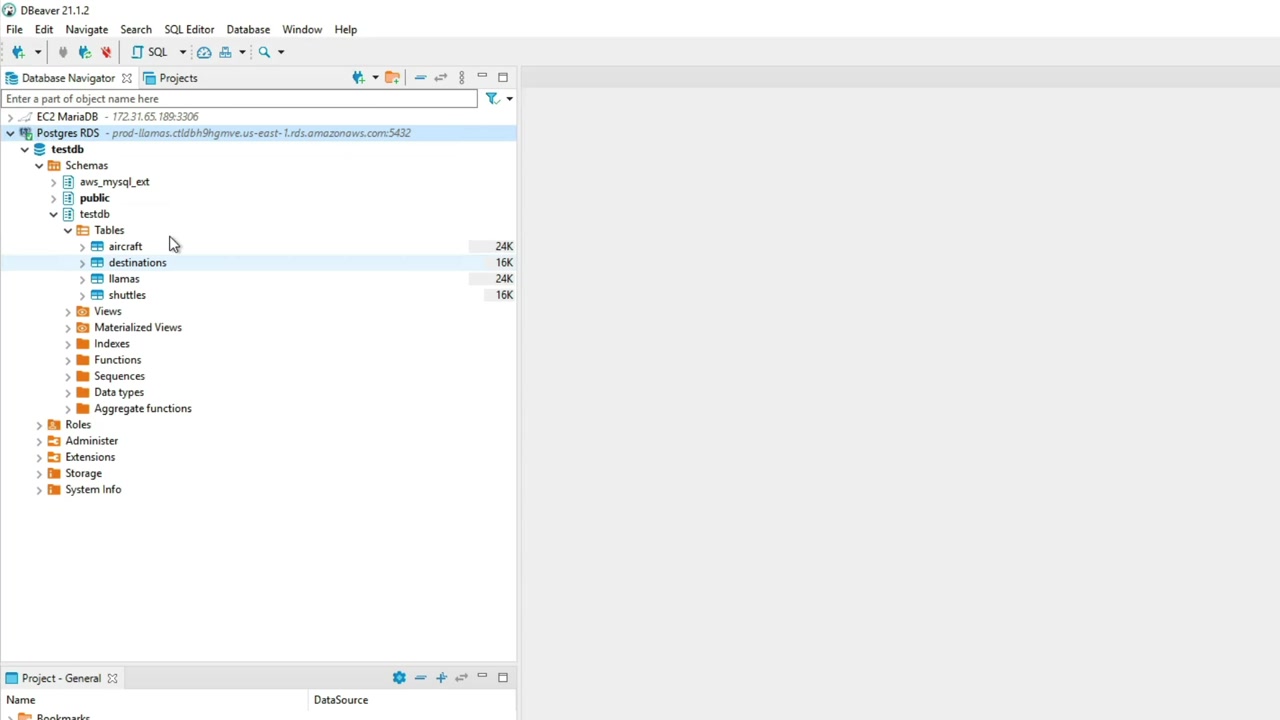 DBeaver 21.1.2
File Edit Navigate Search SQL Editor Database Window Help
SQL
Database Navigator Projects
Enter a part of object name here
EC2 MariaDB - 172.31.65.189:3306
Postgres RDS - prod-llamas.ctldbh9hgmve.us-east-1.rds.amazonaws.com:5432
testdb
Schemas
aws_mysql_ext
public
testdb
Tables
aircraft 24K
destinations 16K
llamas 24K
shuttles 16K
Views
Materialized Views
Indexes
Functions
Sequences
Data types
Aggregate functions
Roles
Administer
Extensions
Storage
System Info
Project - General
Name DataSource
Bookmarks